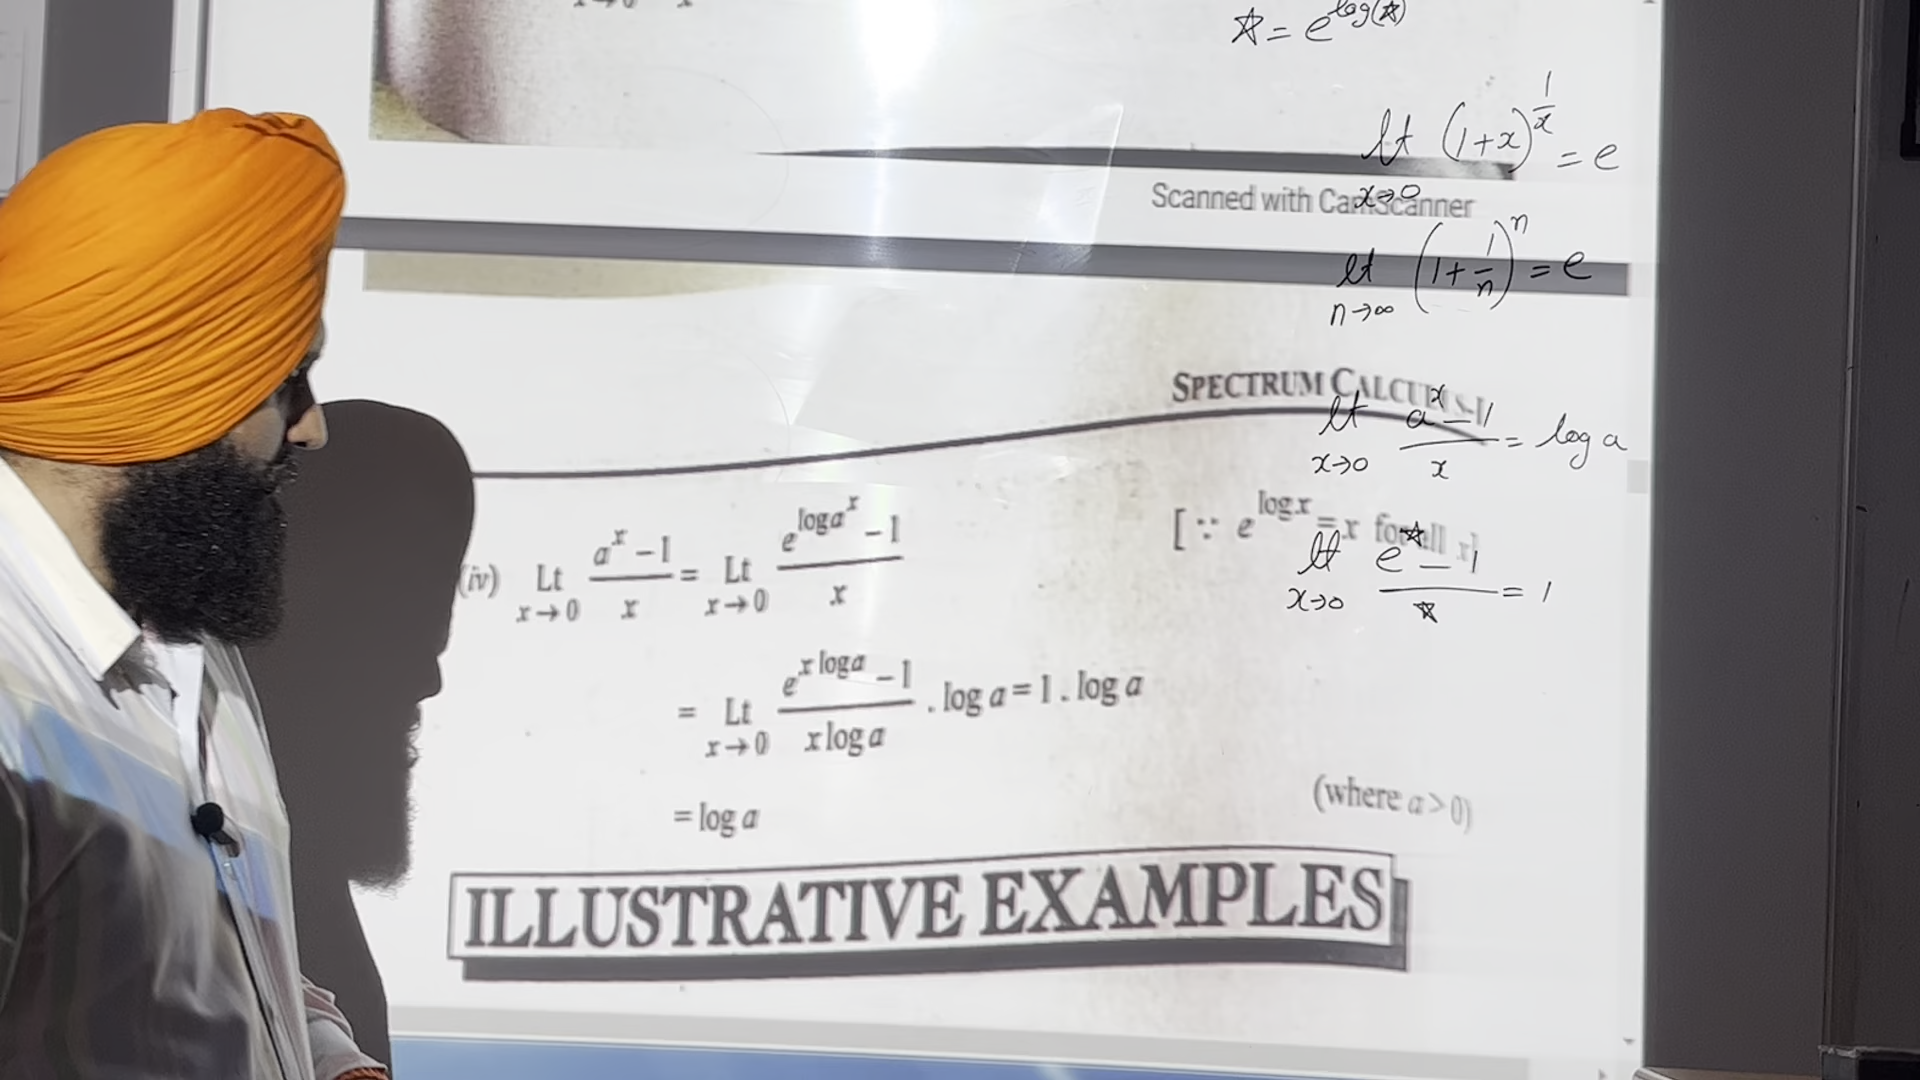 ☆ = e^log(☆)
lt (1+x)^(1/x) = e
x→0
Scanned with CamScanner
lt (1+1/n)^n = e
n→∞
SPECTRUM CALCULUS-I
lt (a^x - 1)/x = log a
x→0
(iv) Lt (a^x - 1)/x = Lt (e^(log a^x) - 1)/x [∵ e^(log x) = x for all x]
x→0 x→0
lt (e^☆ - 1)/☆ = 1
x→0
= Lt (e^(x log a) - 1)/(x log a) . log a = 1 . log a
x→0
= log a (where a > 0)
ILLUSTRATIVE EXAMPLES